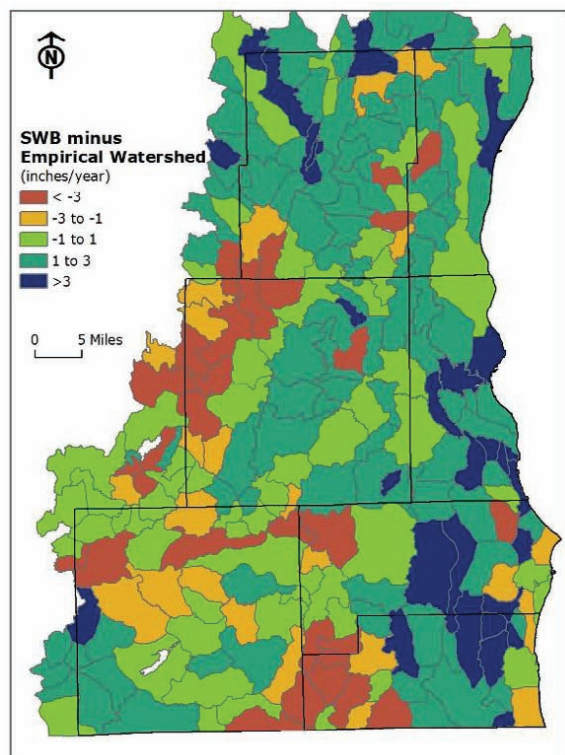 N
SWB minus
Empirical Watershed
(inches/year)
< -3
-3 to -1
-1 to 1
1 to 3
>3
0 5 Miles